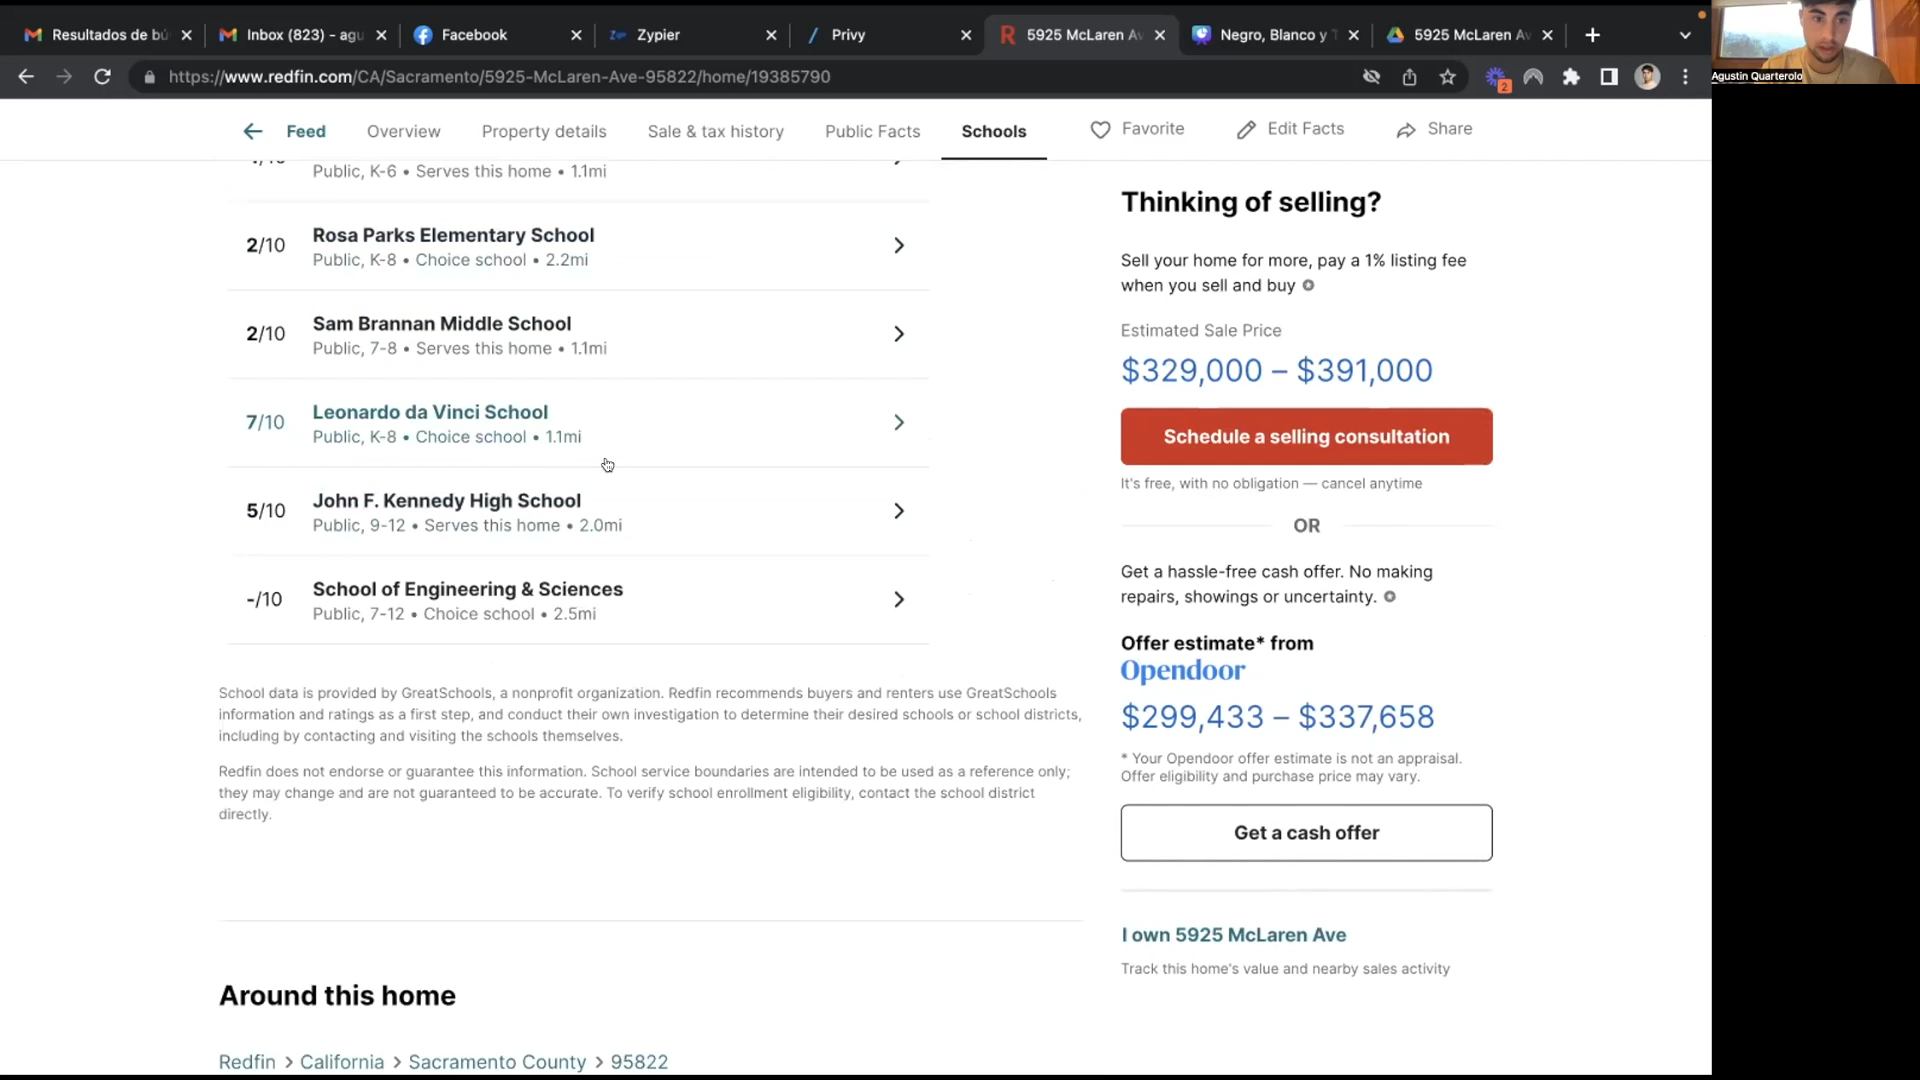 Resultados de bú
Inbox (823) - agu
Facebook
Zypier
Privy
5925 McLaren Av
Negro, Blanco y T
5925 McLaren Av
https://www.redfin.com/CA/Sacramento/5925-McLaren-Ave-95822/home/19385790
2
Agustin Quarterolo
Feed
Overview
Property details
Sale & tax history
Public Facts
Schools
Favorite
Edit Facts
Share
Public, K-6 • Serves this home • 1.1mi
2/10
Rosa Parks Elementary School
Public, K-8 • Choice school • 2.2mi
2/10
Sam Brannan Middle School
Public, 7-8 • Serves this home • 1.1mi
7/10
Leonardo da Vinci School
Public, K-8 • Choice school • 1.1mi
5/10
John F. Kennedy High School
Public, 9-12 • Serves this home • 2.0mi
-/10
School of Engineering & Sciences
Public, 7-12 • Choice school • 2.5mi
School data is provided by GreatSchools, a nonprofit organization. Redfin recommends buyers and renters use GreatSchools
information and ratings as a first step, and conduct their own investigation to determine their desired schools or school districts,
including by contacting and visiting the schools themselves.
Redfin does not endorse or guarantee this information. School service boundaries are intended to be used as a reference only;
they may change and are not guaranteed to be accurate. To verify school enrollment eligibility, contact the school district
directly.
Around this home
Redfin > California > Sacramento County > 95822
Thinking of selling?
Sell your home for more, pay a 1% listing fee
when you sell and buy
Estimated Sale Price
$329,000 – $391,000
Schedule a selling consultation
It's free, with no obligation — cancel anytime
OR
Get a hassle-free cash offer. No making
repairs, showings or uncertainty.
Offer estimate* from
Opendoor
$299,433 – $337,658
* Your Opendoor offer estimate is not an appraisal.
Offer eligibility and purchase price may vary.
Get a cash offer
I own 5925 McLaren Ave
Track this home's value and nearby sales activity